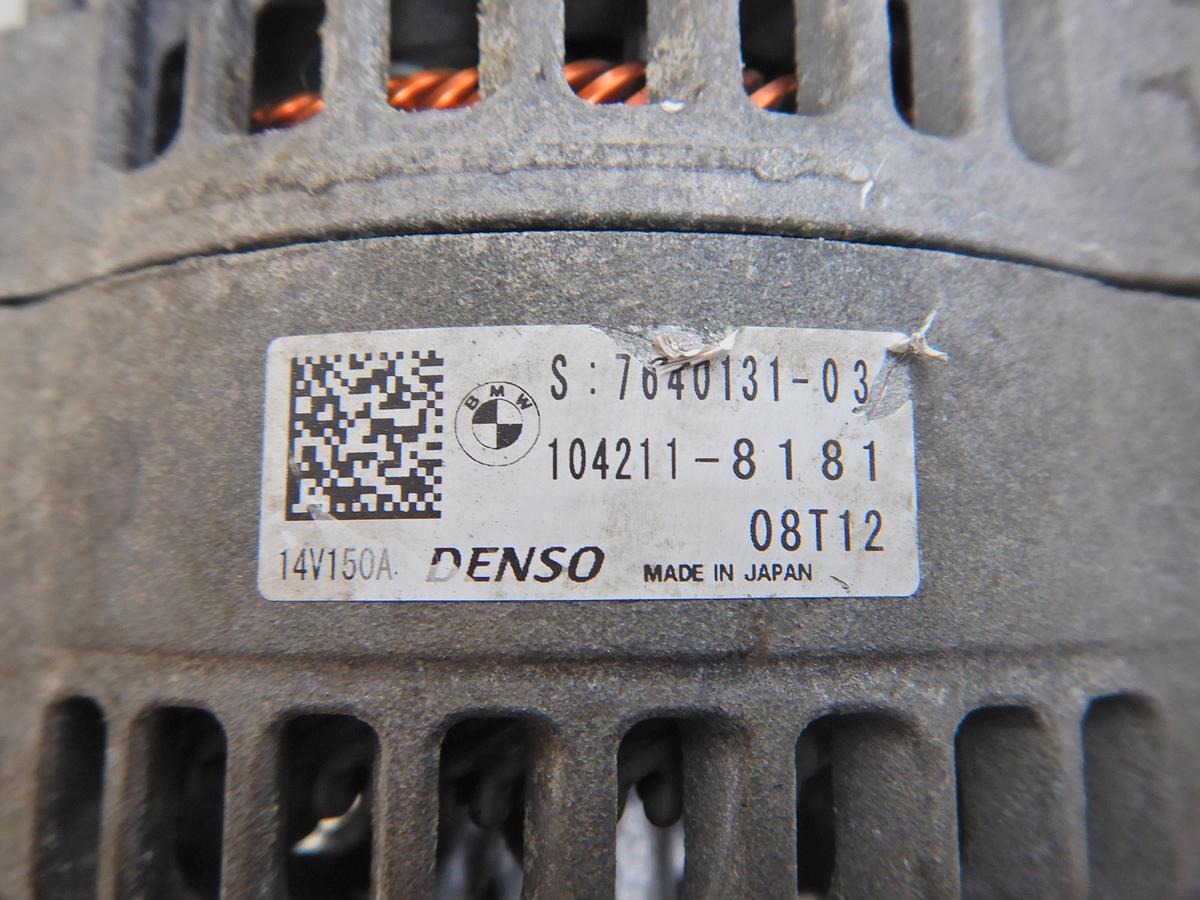 S:7640131-03
BMW
104211-8181
08T12
14V150A DENSO MADE IN JAPAN